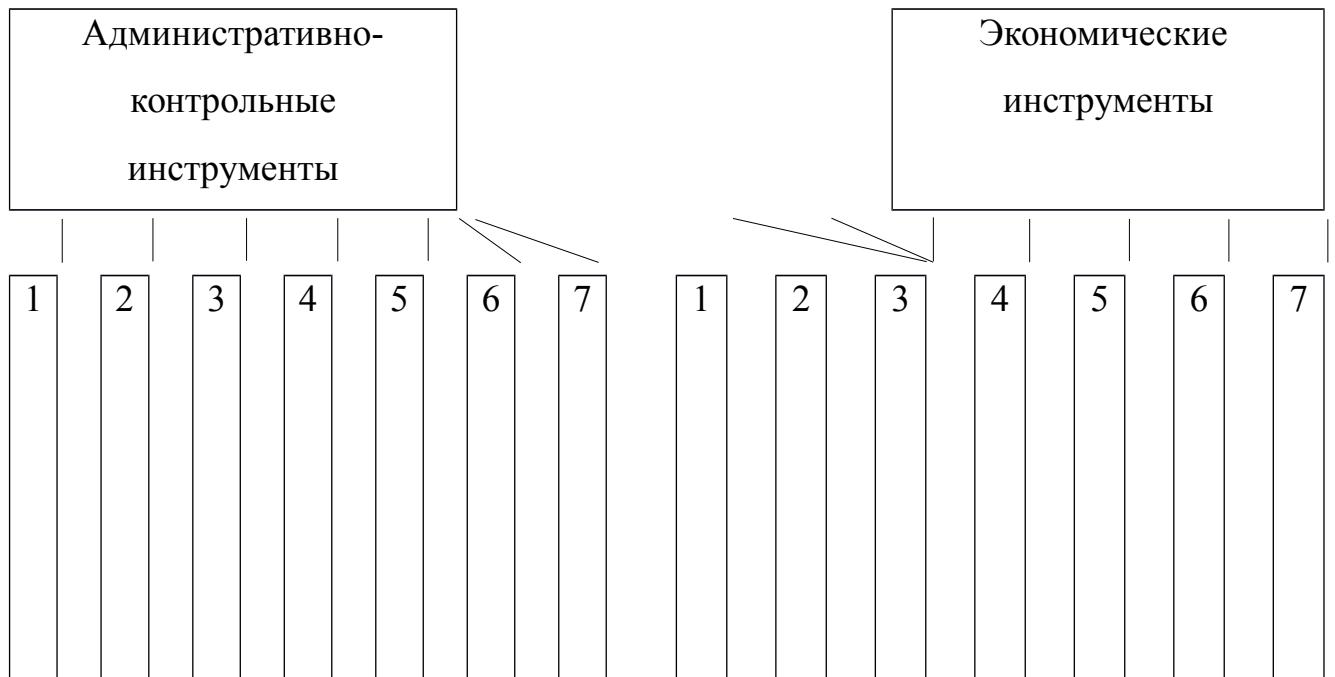 Административно-
контрольные
инструменты
Экономические
инструменты
1 2 3 4 5 6 7 1 2 3 4 5 6 7